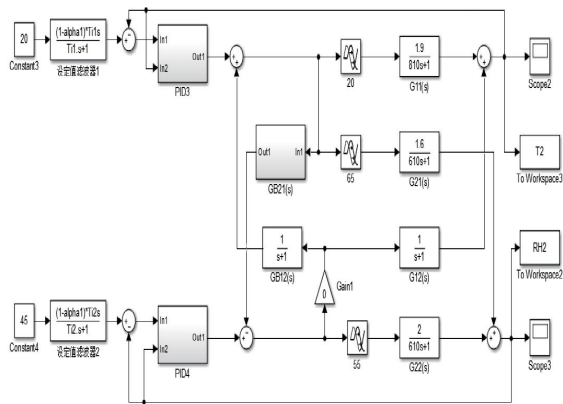 20
Constant3
(1-alpha1)*Tr1s
Ti1.s+1
设定值滤波器1
In1
In2
Out1
PID3
20
1.9
810s+1
G11(s)
Scope2
Out1
In1
GB21(s)
65
1.6
610s+1
G21(s)
T2
To Workspace3
1
s+1
GB12(s)
0
Gain1
1
s+1
G12(s)
RH2
To Workspace2
45
Constant4
(1-alpha1)*Ti2s
Ti2.s+1
设定值滤波器2
In1
In2
Out1
PID4
55
2
610s+1
G22(s)
Scope3